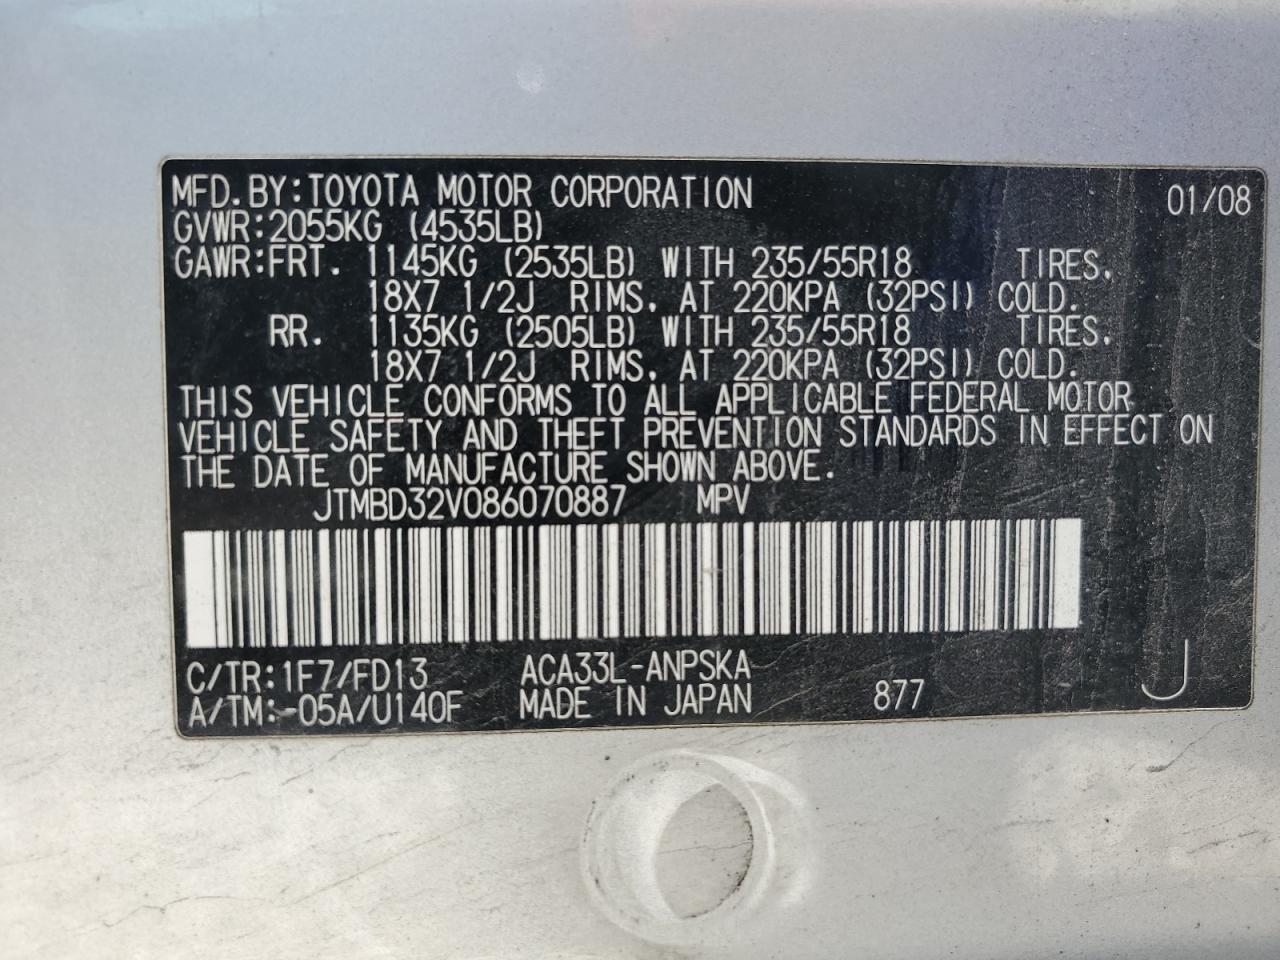 MFD. BY: TOYOTA MOTOR CORPORATION 01/08
GVWR: 2055KG (4535LB)
GAWR: FRT. 1145KG (2535LB) WITH 235/55R18 TIRES,
18X7 1/2J RIMS, AT 220KPA (32PSI) COLD.
RR. 1135KG (2505LB) WITH 235/55R18 TIRES,
18X7 1/2J RIMS, AT 220KPA (32PSI) COLD.
THIS VEHICLE CONFORMS TO ALL APPLICABLE FEDERAL MOTOR
VEHICLE SAFETY AND THEFT PREVENTION STANDARDS IN EFFECT ON
THE DATE OF MANUFACTURE SHOWN ABOVE.
JTMBD32V086070887 MPV
C/TR: 1F7/FD13 ACA33L-ANPSKA
A/TM: -05A/U140F MADE IN JAPAN 877 J